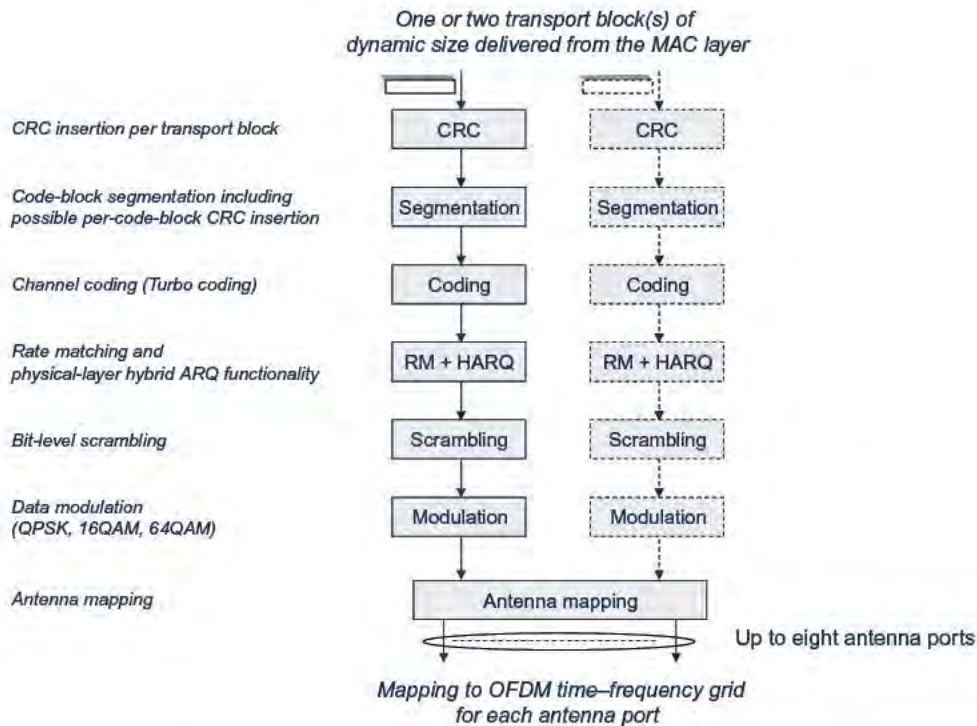 One or two transport block(s) of
dynamic size delivered from the MAC layer
CRC insertion per transport block
CRC
CRC
Code-block segmentation including
possible per-code-block CRC insertion
Segmentation
Segmentation
Channel coding (Turbo coding)
Coding
Coding
Rate matching and
physical-layer hybrid ARQ functionality
RM + HARQ
RM + HARQ
Bit-level scrambling
Scrambling
Scrambling
Data modulation
(QPSK, 16QAM, 64QAM)
Modulation
Modulation
Antenna mapping
Antenna mapping
Up to eight antenna ports
Mapping to OFDM time–frequency grid
for each antenna port